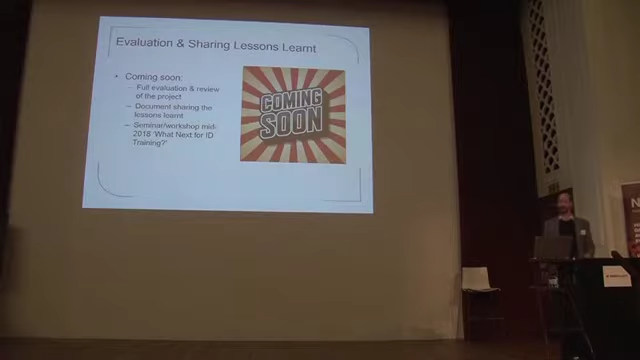 Evaluation & Sharing Lessons Learnt
• Coming soon:
– Full evaluation & review
of the project
– Document sharing the
lessons learnt
– Seminar/workshop mid-
2018 'What Next for ID
Training?'
COMING
SOON
N